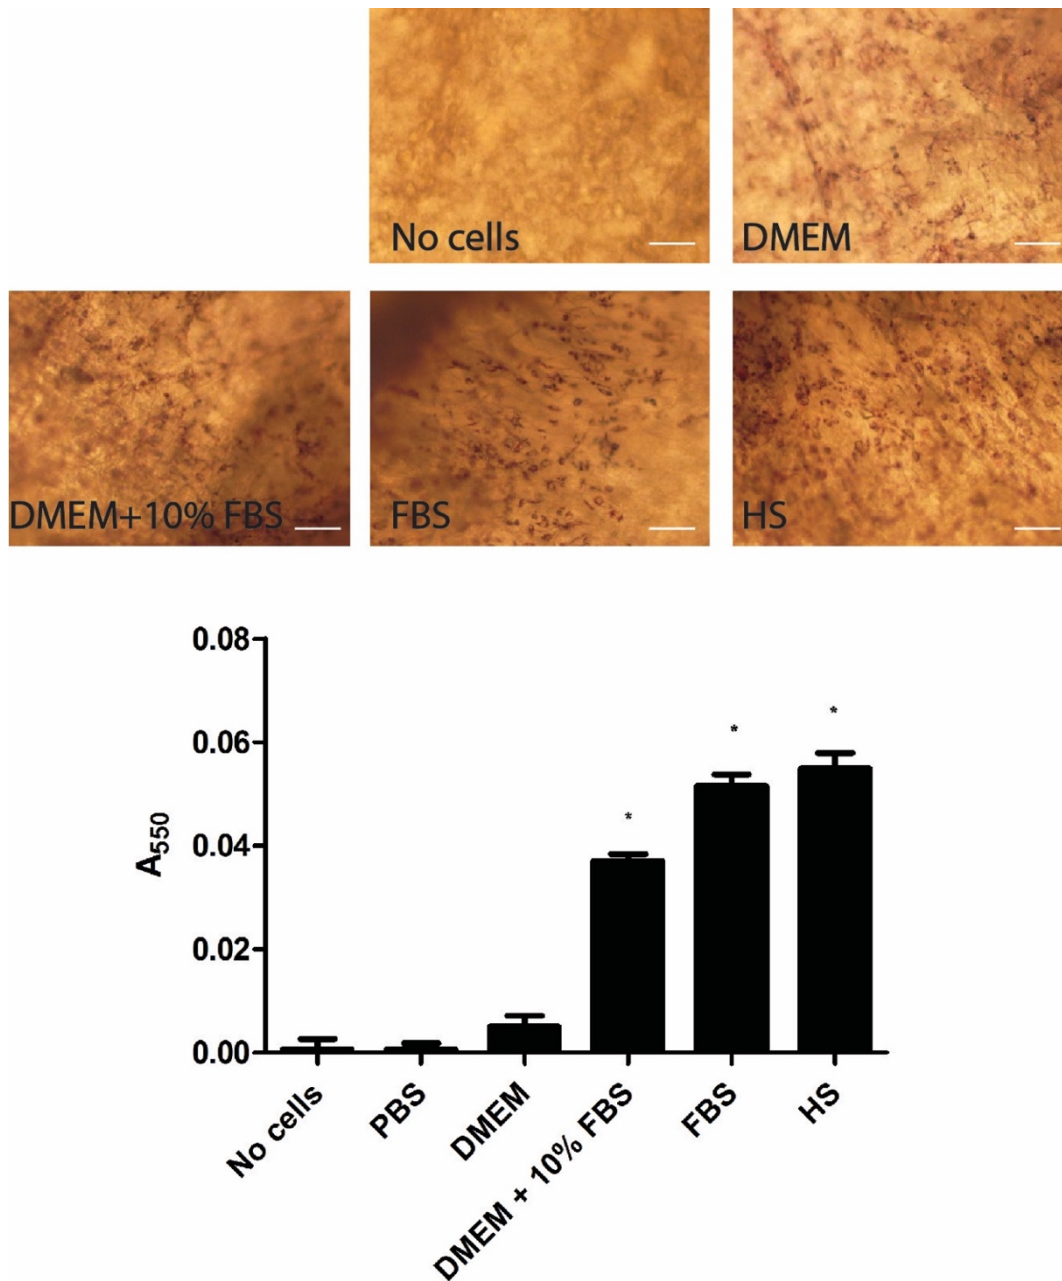 No cells
DMEM
DMEM+10% FBS
FBS
HS
0.08
0.06
0.04
0.02
0.00
A550
*
*
*
No cells
PBS
DMEM
DMEM + 10% FBS
FBS
HS